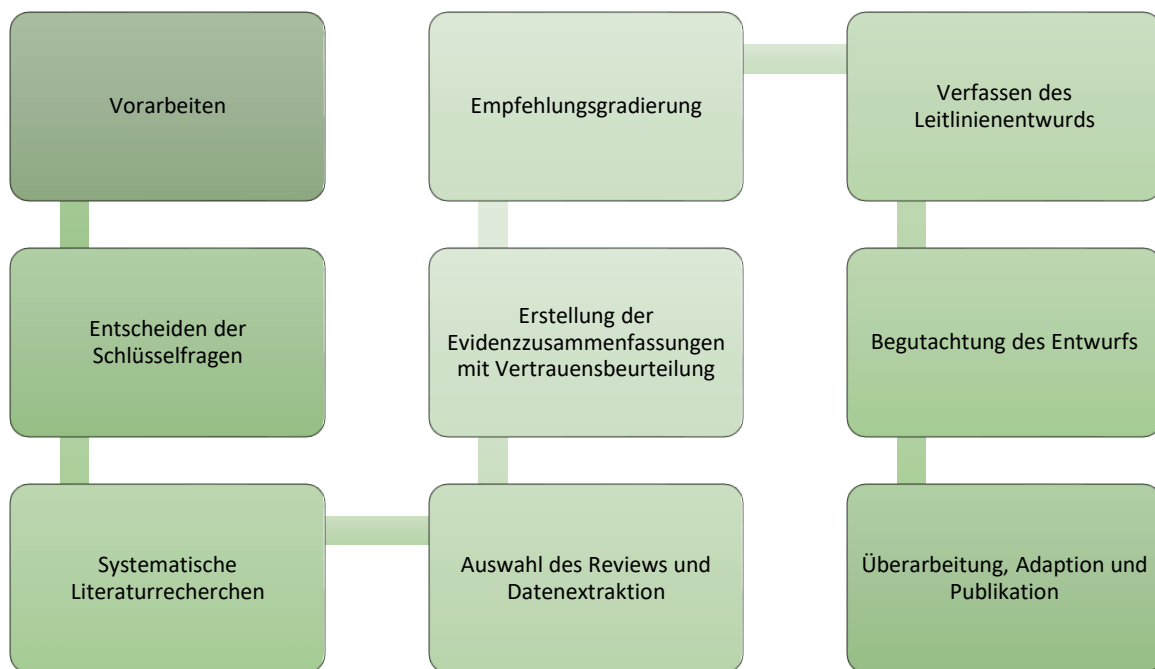 Vorarbeiten
Entscheiden der
Schlüsselfragen
Systematische
Literaturrecherchen
Auswahl des Reviews und
Datenextraktion
Erstellung der
Evidenzzusammenfassungen
mit Vertrauensbeurteilung
Empfehlungsgradierung
Verfassen des
Leitlinienentwurds
Begutachtung des Entwurfs
Überarbeitung, Adaption und
Publikation